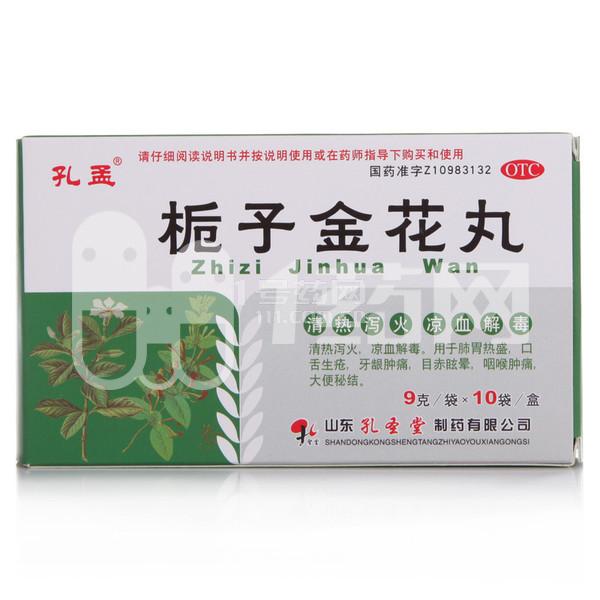 孔孟®
请仔细阅读说明书并按说明使用或在药师指导下购买和使用
国药准字Z10983132 OTC
栀子金花丸
Zhizi Jinhua Wan
清热泻火 凉血解毒
清热泻火，凉血解毒。用于肺胃热盛，口
舌生疮，牙龈肿痛，目赤眩晕，咽喉肿痛，
大便秘结。
9克/袋×10袋/盒
山东 孔圣堂 制药有限公司
SHANDONGKONGSHENGTANGZHIYAOYOUXIANGONGSI